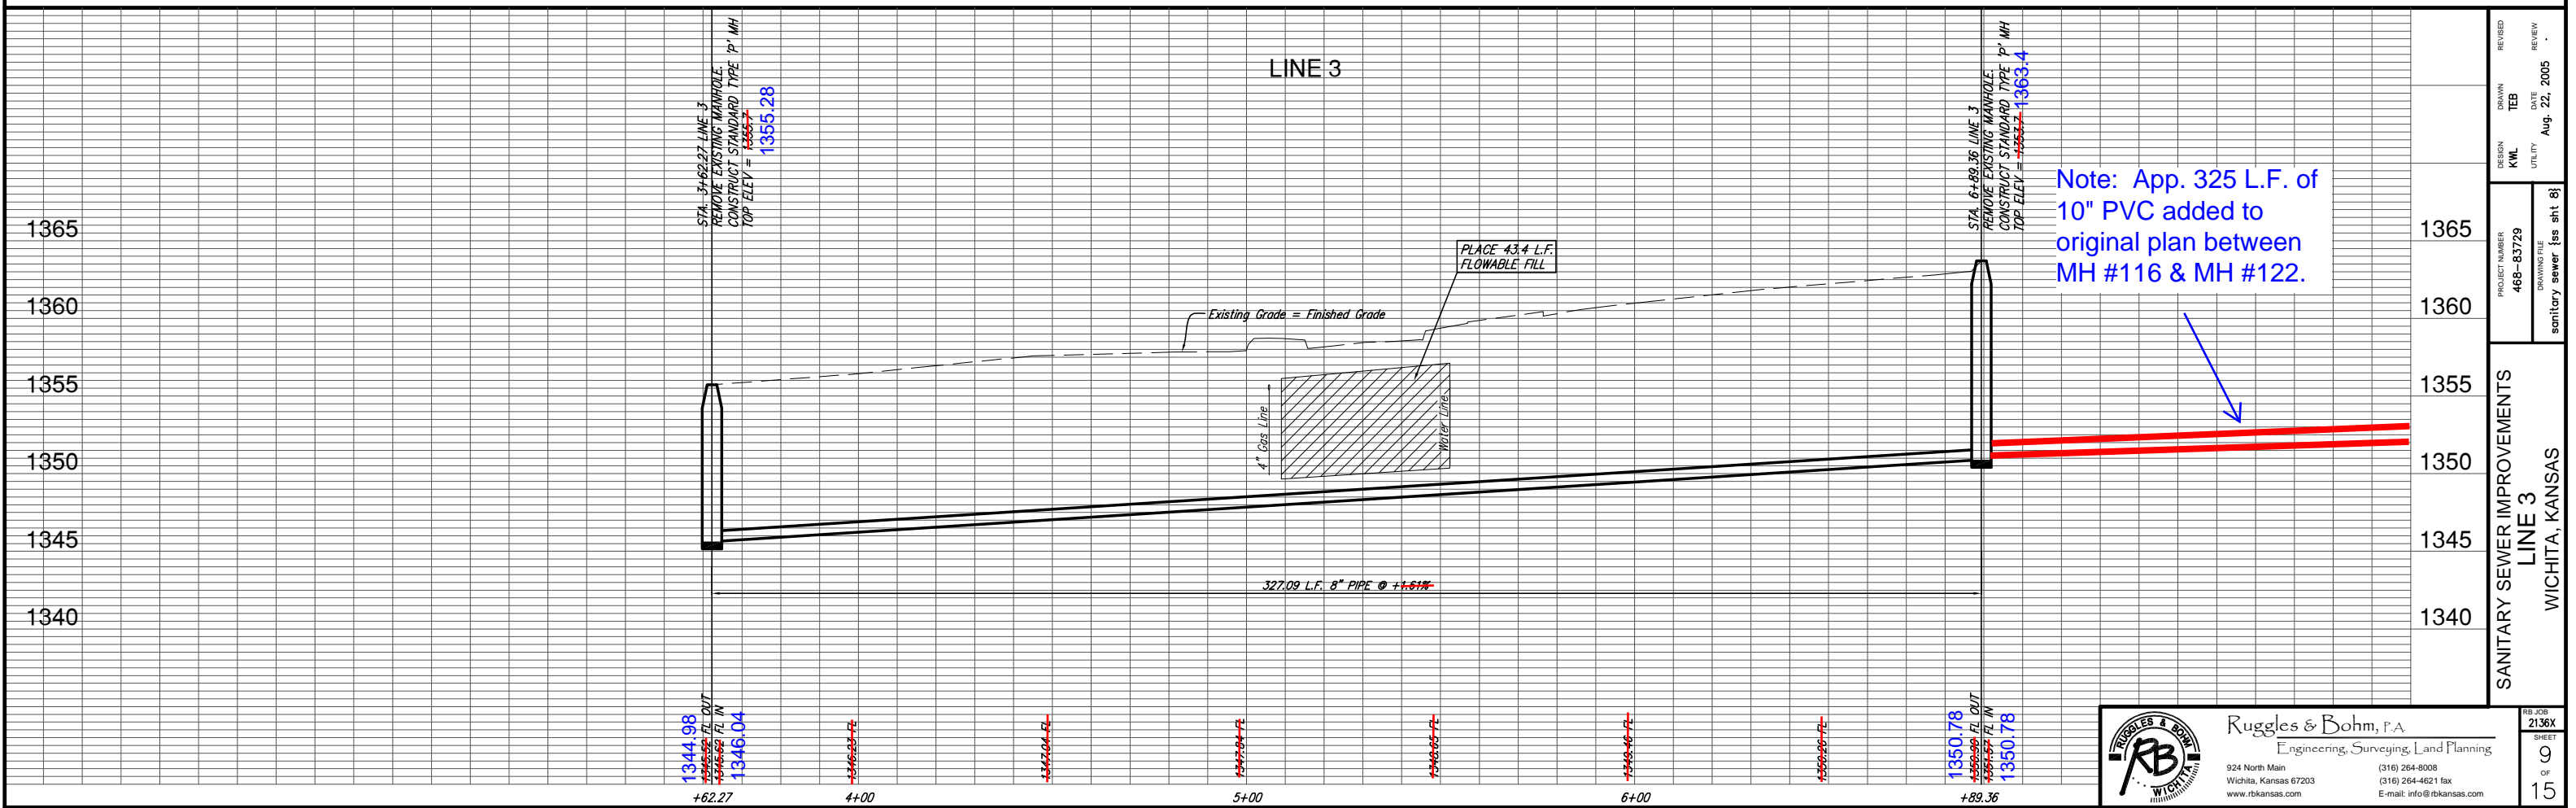 LINE 3
STA. 3+62.27 LINE 3
REMOVE EXISTING MANHOLE.
CONSTRUCT STANDARD TYPE 'P' MH
TOP ELEV = 1355.7
1355.28
STA. 6+89.36 LINE 3
REMOVE EXISTING MANHOLE.
CONSTRUCT STANDARD TYPE 'P' MH
TOP ELEV =
1363.4
Note: App. 325 L.F. of
10" PVC added to
original plan between
MH #116 & MH #122.
PLACE 43.4 L.F.
FLOWABLE FILL
Existing Grade = Finished Grade
4" Gas Line
Water Line
1365
1360
1355
1350
1345
1340
1365
1360
1355
1350
1345
1340
327.09 L.F. 8" PIPE @ +1.61%
1344.98
FL OUT
FL IN
1346.04
1350.78
FL OUT
FL IN
1350.78
+62.27
4+00
5+00
6+00
+89.36
REVISED
DRAWN
TEB
DESIGN
KWL
REVIEW
DATE
Aug. 22, 2005
UTILITY
PROJECT NUMBER
468-83729
DRAWING FILE
sanitary sewer {ss sht 8}
SANITARY SEWER IMPROVEMENTS
LINE 3
WICHITA, KANSAS
RUGGLES & BOHM
RB
WICHITA
Ruggles & Bohm, P.A.
Engineering, Surveying, Land Planning
924 North Main
Wichita, Kansas 67203
www.rbkansas.com
(316) 264-8008
(316) 264-4621 fax
E-mail: info@rbkansas.com
RB JOB
2136X
SHEET
9
OF
15